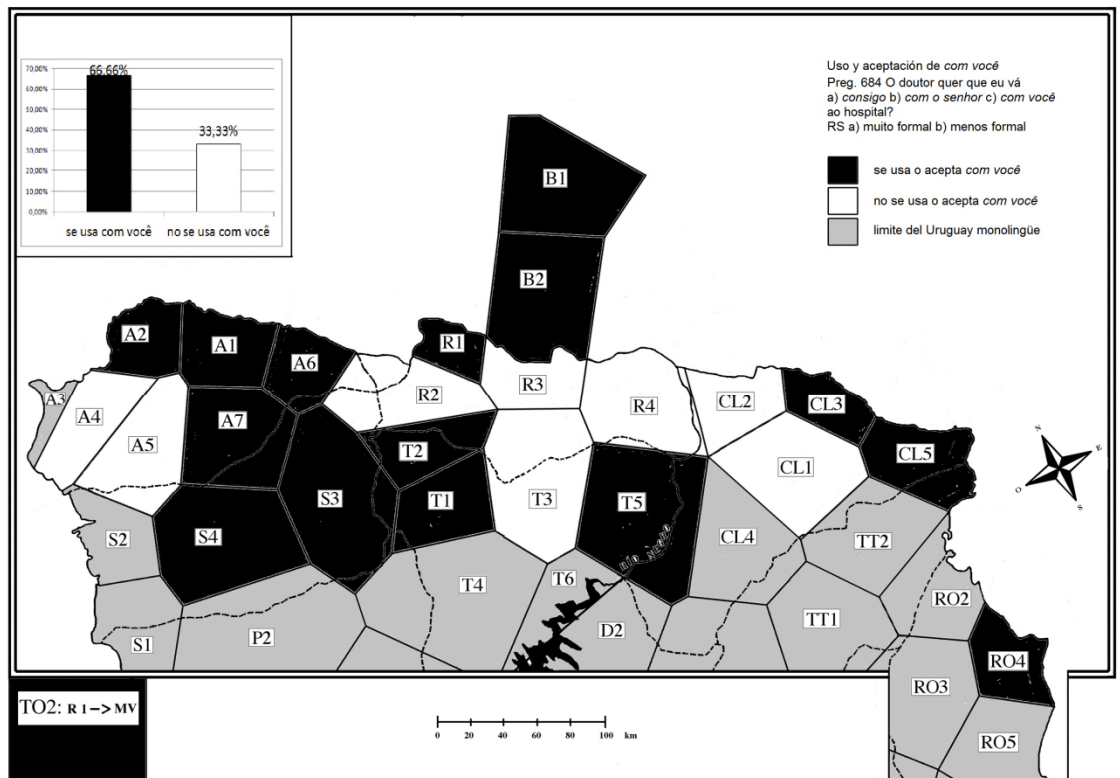 70,00%
60,00%
50,00%
40,00%
30,00%
20,00%
10,00%
0,00%
66,66%
33,33%
se usa com você
no se usa com você
Uso y aceptación de com você
Preg. 684 O doutor quer que eu vá
a) consigo b) com o senhor c) com você
ao hospital?
RS a) muito formal b) menos formal
se usa o acepta com você
no se usa o acepta com você
limite del Uruguay monolingüe
B1
B2
A2
A1
A6
R1
R2
R3
R4
CL2
CL3
A3
A4
A5
A7
T2
CL1
CL5
S3
T1
T3
T5
S2
S4
CL4
TT2
RÍO NEGRO
T4
T6
S1
P2
D2
TT1
RO2
RO4
RO3
RO5
N
E
S
O
TO2: R 1–> MV
0 20 40 60 80 100 km